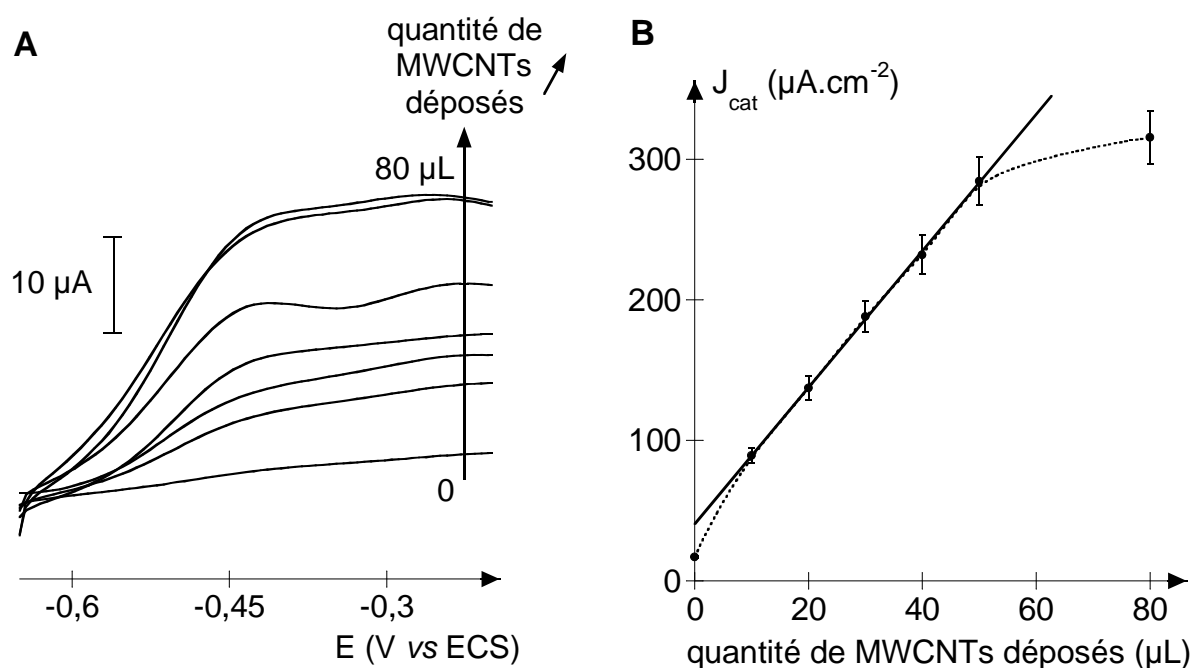 A
quantité de
MWCNTs
déposés
80 µL
10 µA
0
-0,6 -0,45 -0,3
E (V vs ECS)
B
J_cat (µA.cm⁻²)
300
200
100
0
0 20 40 60 80
quantité de MWCNTs déposés (µL)